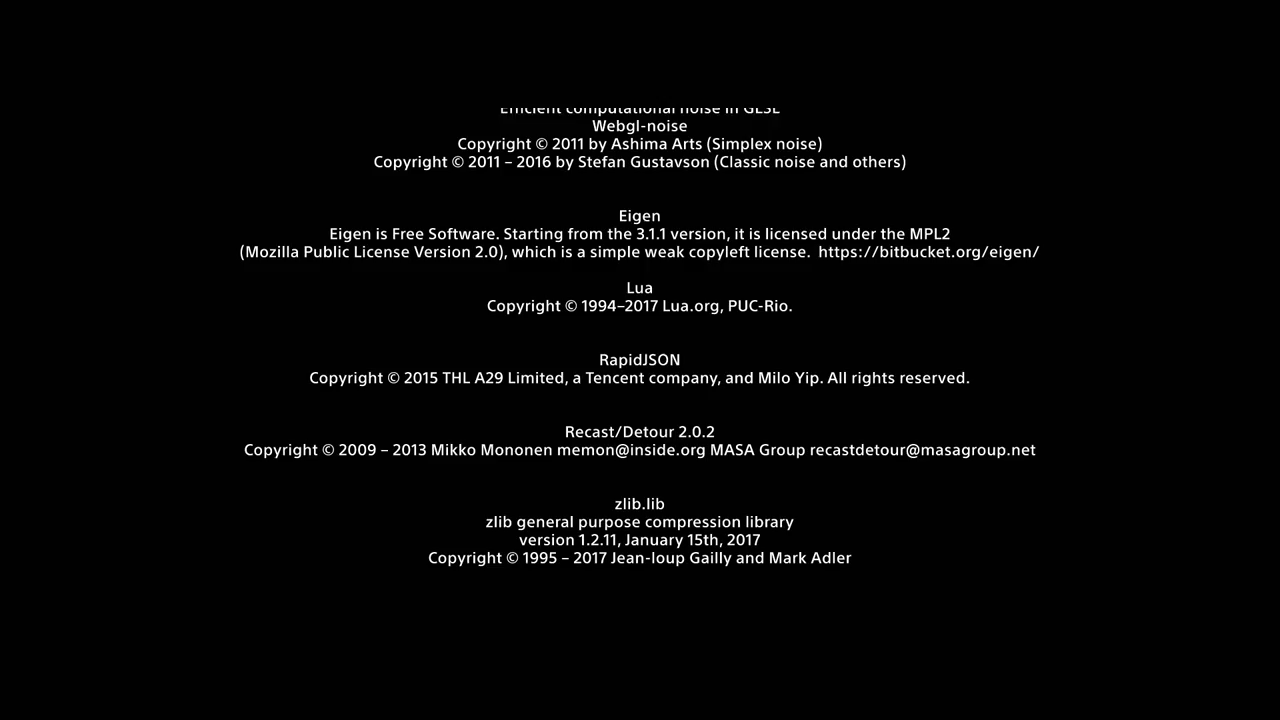 Efficient computational noise in GLSL
Webgl-noise
Copyright © 2011 by Ashima Arts (Simplex noise)
Copyright © 2011 – 2016 by Stefan Gustavson (Classic noise and others)
Eigen
Eigen is Free Software. Starting from the 3.1.1 version, it is licensed under the MPL2
(Mozilla Public License Version 2.0), which is a simple weak copyleft license.  https://bitbucket.org/eigen/
Lua
Copyright © 1994–2017 Lua.org, PUC-Rio.
RapidJSON
Copyright © 2015 THL A29 Limited, a Tencent company, and Milo Yip. All rights reserved.
Recast/Detour 2.0.2
Copyright © 2009 – 2013 Mikko Mononen memon@inside.org MASA Group recastdetour@masagroup.net
zlib.lib
zlib general purpose compression library
version 1.2.11, January 15th, 2017
Copyright © 1995 – 2017 Jean-loup Gailly and Mark Adler